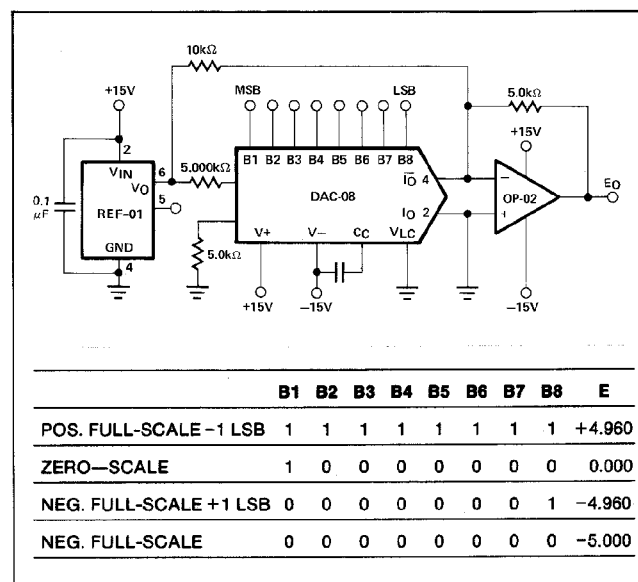 10kΩ
+15V
MSB
LSB
5.0kΩ
+15V
2
VIN
VO
6
5.000kΩ
B1 B2 B3 B4 B5 B6 B7 B8
IO 4
−
OP-02
EO
0.1 μF
REF-01
5
DAC-08
IO 2
+
GND
4
5.0kΩ
V+
V−
CC
VLC
+15V
−15V
−15V
B1 B2 B3 B4 B5 B6 B7 B8 E
POS. FULL-SCALE −1 LSB 1 1 1 1 1 1 1 1 +4.960
ZERO—SCALE 1 0 0 0 0 0 0 0 0.000
NEG. FULL-SCALE +1 LSB 0 0 0 0 0 0 0 1 −4.960
NEG. FULL-SCALE 0 0 0 0 0 0 0 0 −5.000